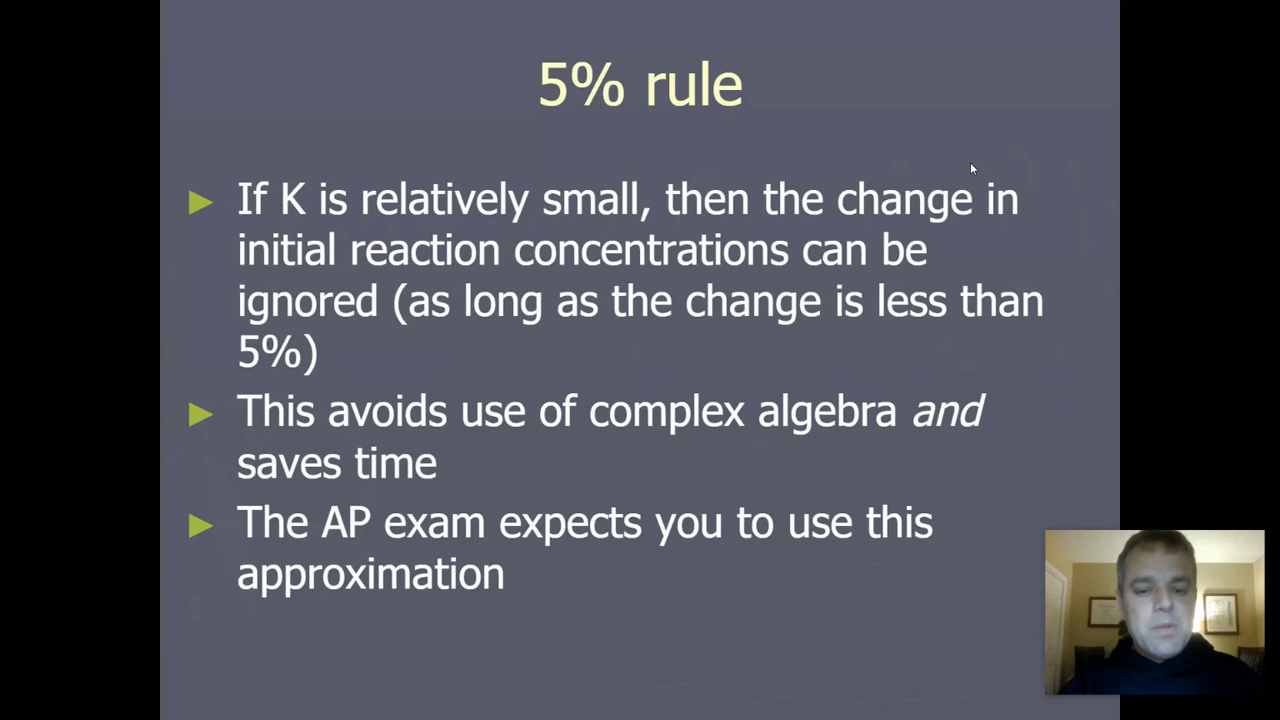 5% rule
If K is relatively small, then the change in
initial reaction concentrations can be
ignored (as long as the change is less than
5%)
This avoids use of complex algebra and
saves time
The AP exam expects you to use this
approximation